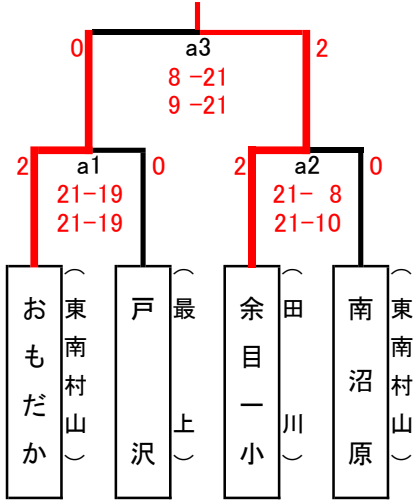 0 a3 2
8 -21
9 -21
2 a1 0 2 a2 0
21-19 21- 8
21-19 21-10
おもだか
(東南村山)
戸沢
(最上)
余目一小
(田川)
南沼原
(東南村山)